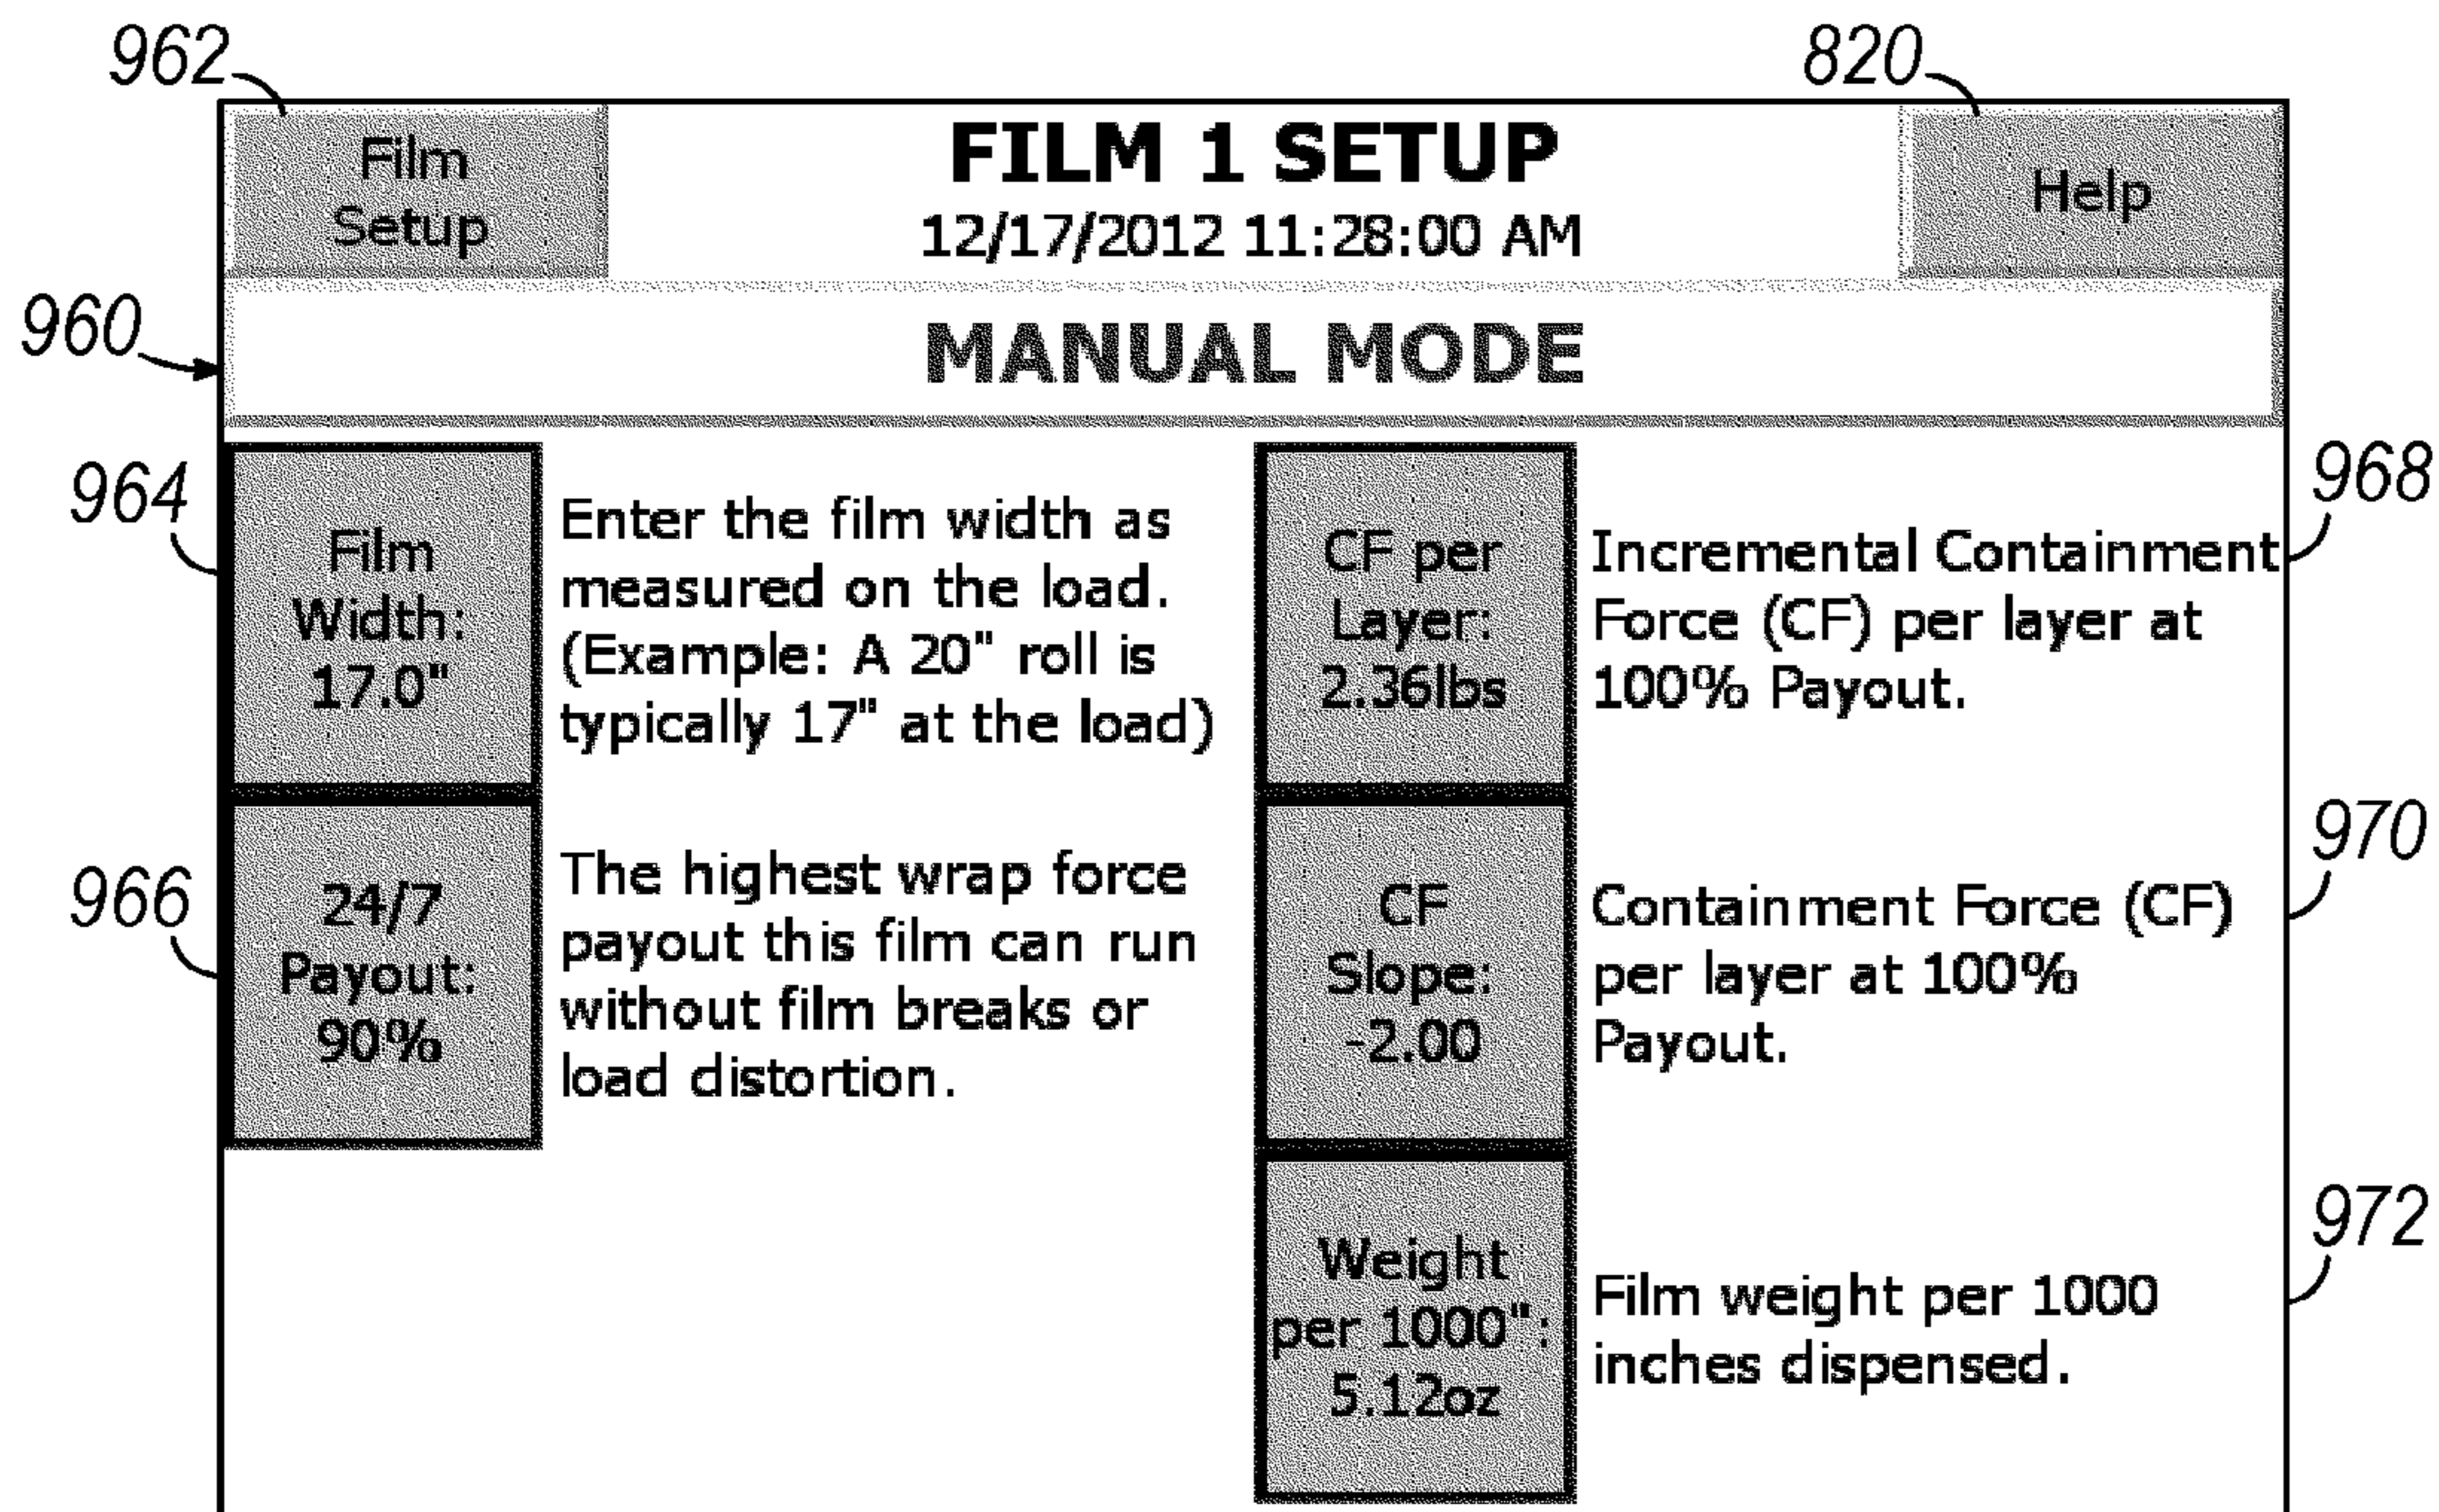 962
820
Film
Setup
FILM 1 SETUP
12/17/2012 11:28:00 AM
Help
960
MANUAL MODE
964
Film
Width:
17.0"
Enter the film width as
measured on the load.
(Example: A 20" roll is
typically 17" at the load)
CF per
Layer:
2.36lbs
Incremental Containment
Force (CF) per layer at
100% Payout.
968
966
24/7
Payout:
90%
The highest wrap force
payout this film can run
without film breaks or
load distortion.
CF
Slope:
-2.00
Containment Force (CF)
per layer at 100%
Payout.
970
Weight
per 1000":
5.12oz
Film weight per 1000
inches dispensed.
972